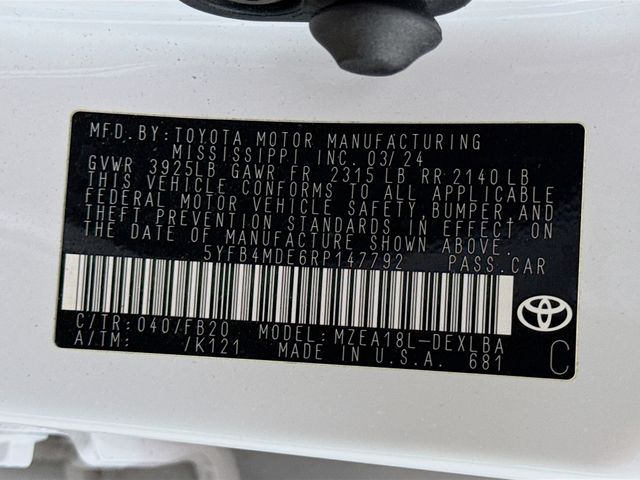 MFD.BY:TOYOTA MOTOR MANUFACTURING
MISSISSIPPI INC. 03/24
GVWR 3925LB GAWR FR 2315 LB RR 2140 LB
THIS VEHICLE CONFORMS TO ALL APPLICABLE
FEDERAL MOTOR VEHICLE SAFETY,BUMPER,AND
THEFT PREVENTION STANDARDS IN EFFECT ON
THE DATE OF MANUFACTURE SHOWN ABOVE.
5YFB4MDE6RP147792 PASS.CAR
C/TR: 040/FB20 MODEL: MZEA18L-DEXLBA
A/TM: /K121 MADE IN U.S.A. 681
C